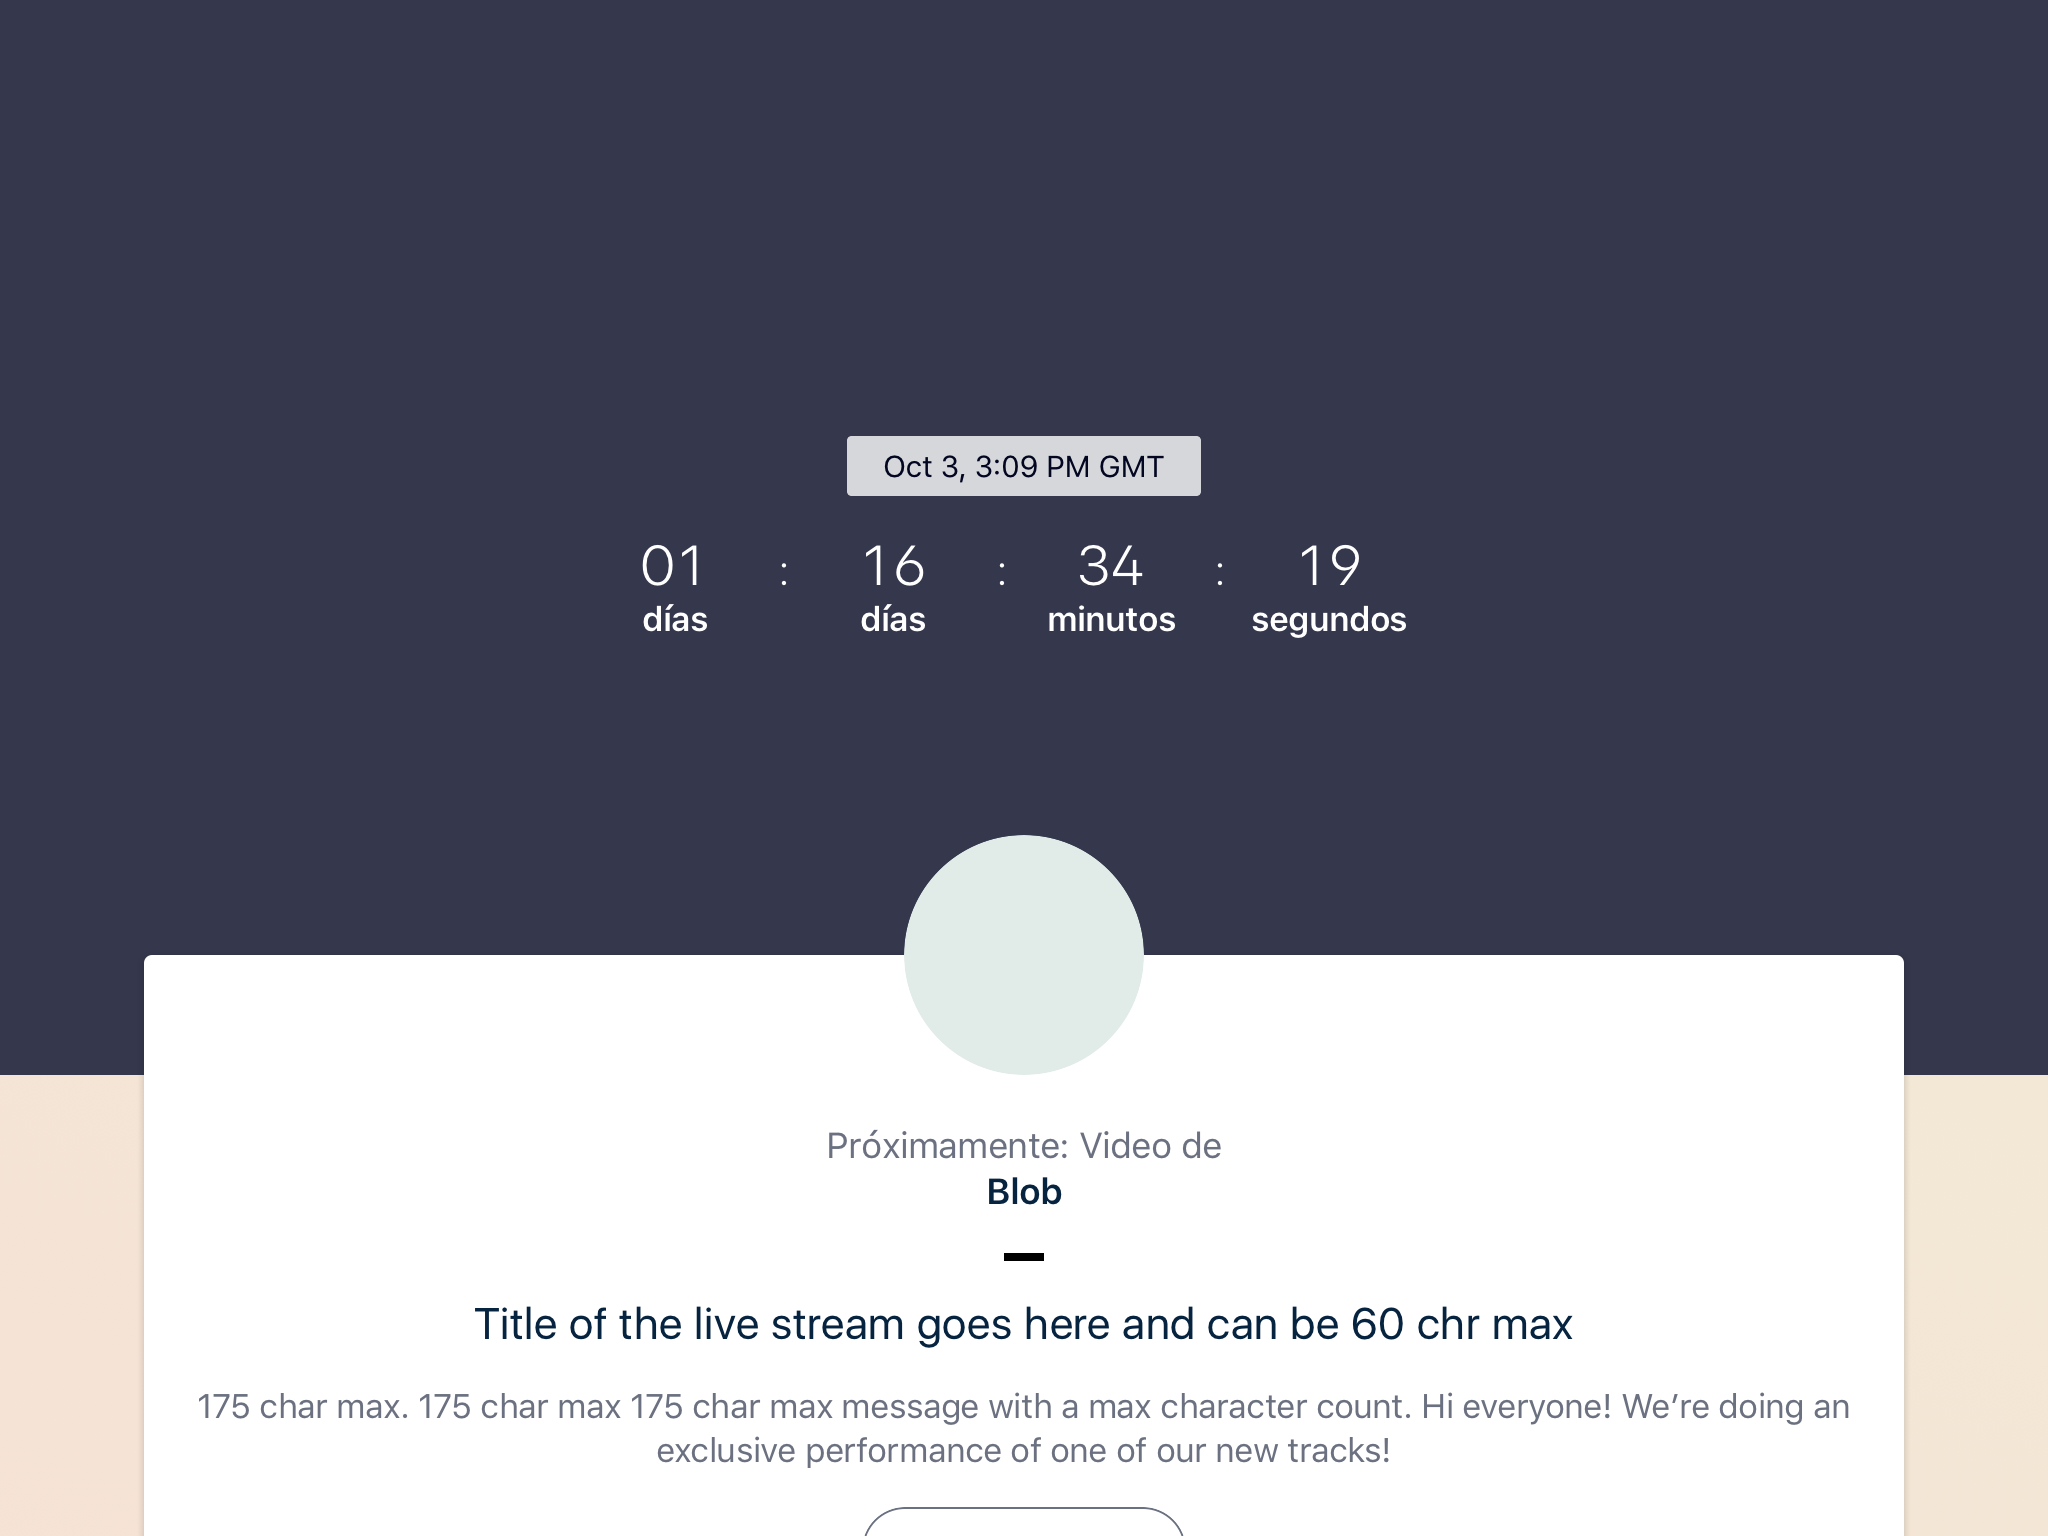 Oct 3, 3:09 PM GMT
01 : 16 : 34 : 19
días días minutos segundos
Próximamente: Video de
Blob
Title of the live stream goes here and can be 60 chr max
175 char max. 175 char max 175 char max message with a max character count. Hi everyone! We’re doing an
exclusive performance of one of our new tracks!